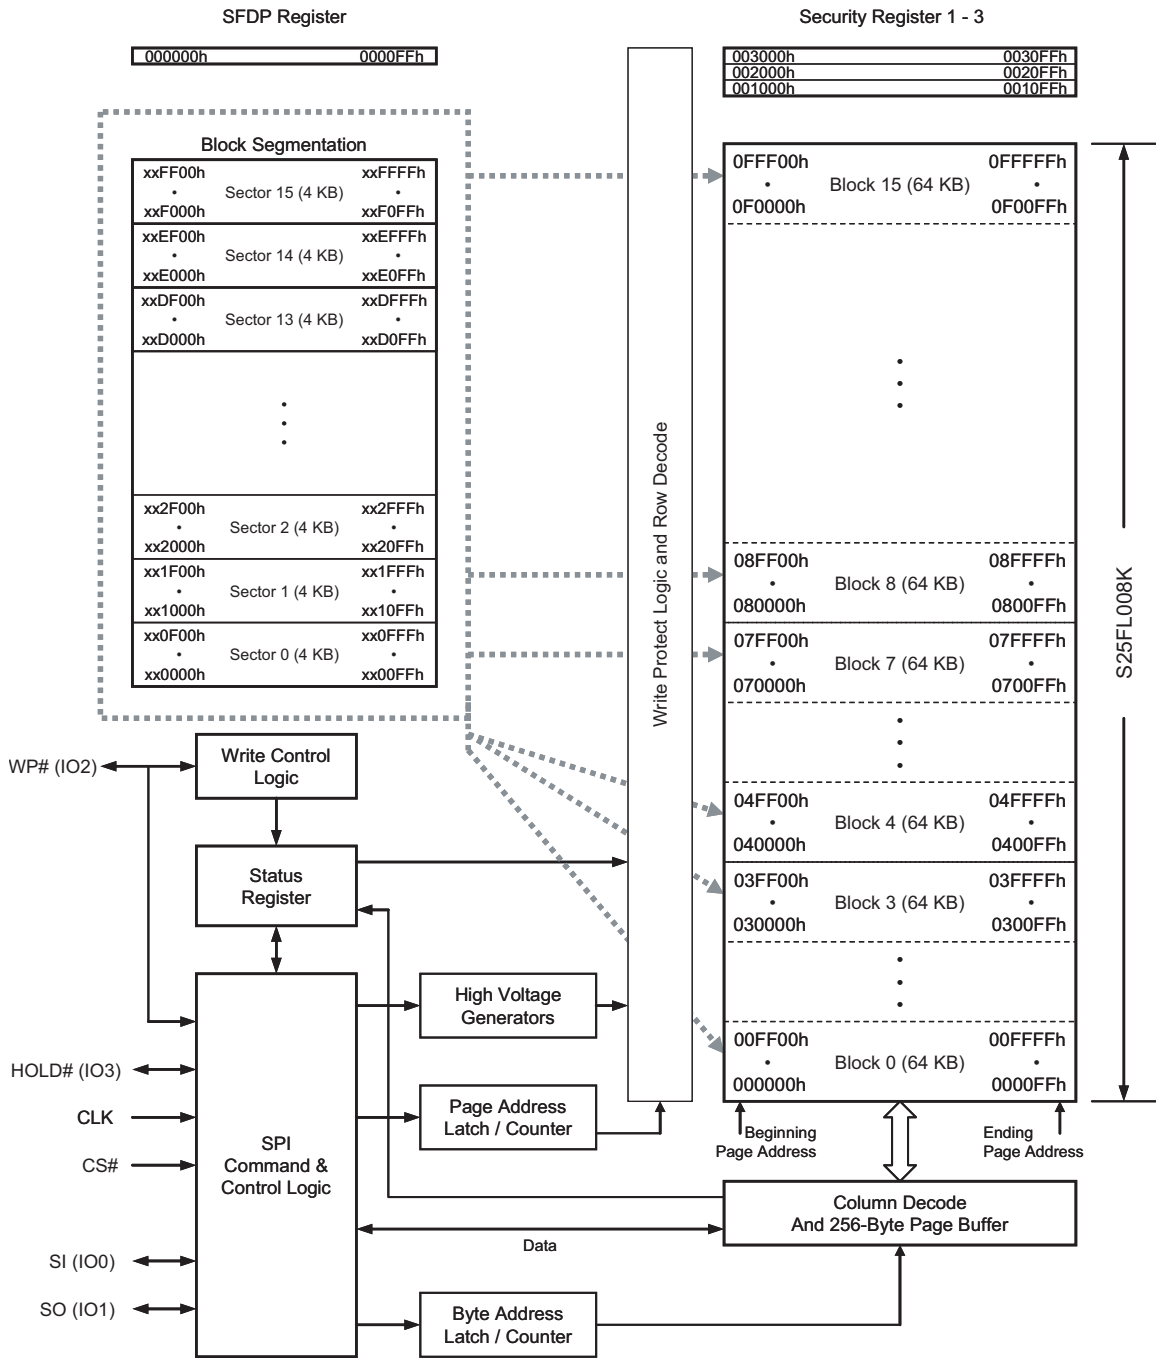 SFDP Register
000000h 0000FFh
Security Register 1 - 3
003000h 0030FFh
002000h 0020FFh
001000h 0010FFh
Block Segmentation
xxFF00h xxFFFFh
• Sector 15 (4 KB) •
xxF000h xxF0FFh
xxEF00h xxEFFFh
• Sector 14 (4 KB) •
xxE000h xxE0FFh
xxDF00h xxDFFFh
• Sector 13 (4 KB) •
xxD000h xxD0FFh
•
•
•
xx2F00h xx2FFFh
• Sector 2 (4 KB) •
xx2000h xx20FFh
xx1F00h xx1FFFh
• Sector 1 (4 KB) •
xx1000h xx10FFh
xx0F00h xx0FFFh
• Sector 0 (4 KB) •
xx0000h xx00FFh
Write Protect Logic and Row Decode
0FFF00h 0FFFFFh
• Block 15 (64 KB) •
0F0000h 0F00FFh
•
•
•
08FF00h 08FFFFh
• Block 8 (64 KB) •
080000h 0800FFh
07FF00h 07FFFFh
• Block 7 (64 KB) •
070000h 0700FFh
•
•
•
04FF00h 04FFFFh
• Block 4 (64 KB) •
040000h 0400FFh
03FF00h 03FFFFh
• Block 3 (64 KB) •
030000h 0300FFh
•
•
•
00FF00h 00FFFFh
• Block 0 (64 KB) •
000000h 0000FFh
S25FL008K
Beginning
Page Address
Ending
Page Address
WP# (IO2)
Write Control
Logic
Status
Register
HOLD# (IO3)
CLK
CS#
SI (IO0)
SO (IO1)
SPI
Command &
Control Logic
High Voltage
Generators
Page Address
Latch / Counter
Column Decode
And 256-Byte Page Buffer
Data
Byte Address
Latch / Counter